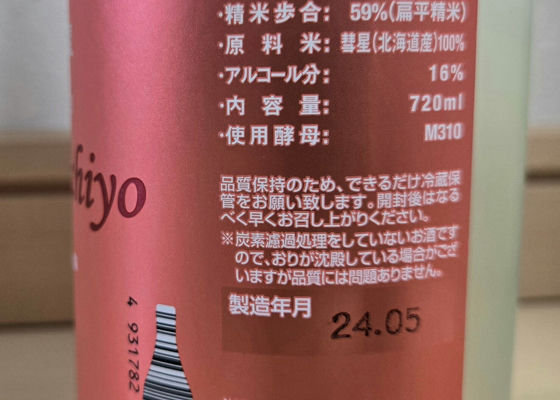 ・精米歩合： 59%(扁平精米)
・原料米：彗星(北海道産)100%
・アルコール分： 16%
・内容量： 720ml
・使用酵母： M310
hiyo
品質保持のため、できるだけ冷蔵保
管をお願い致します。開封後はなる
べく早くお召し上がりください。
※炭素濾過処理をしていないお酒です
ので、おりが沈殿している場合がござ
いますが品質には問題ありません。
製造年月 24.05
4 931782